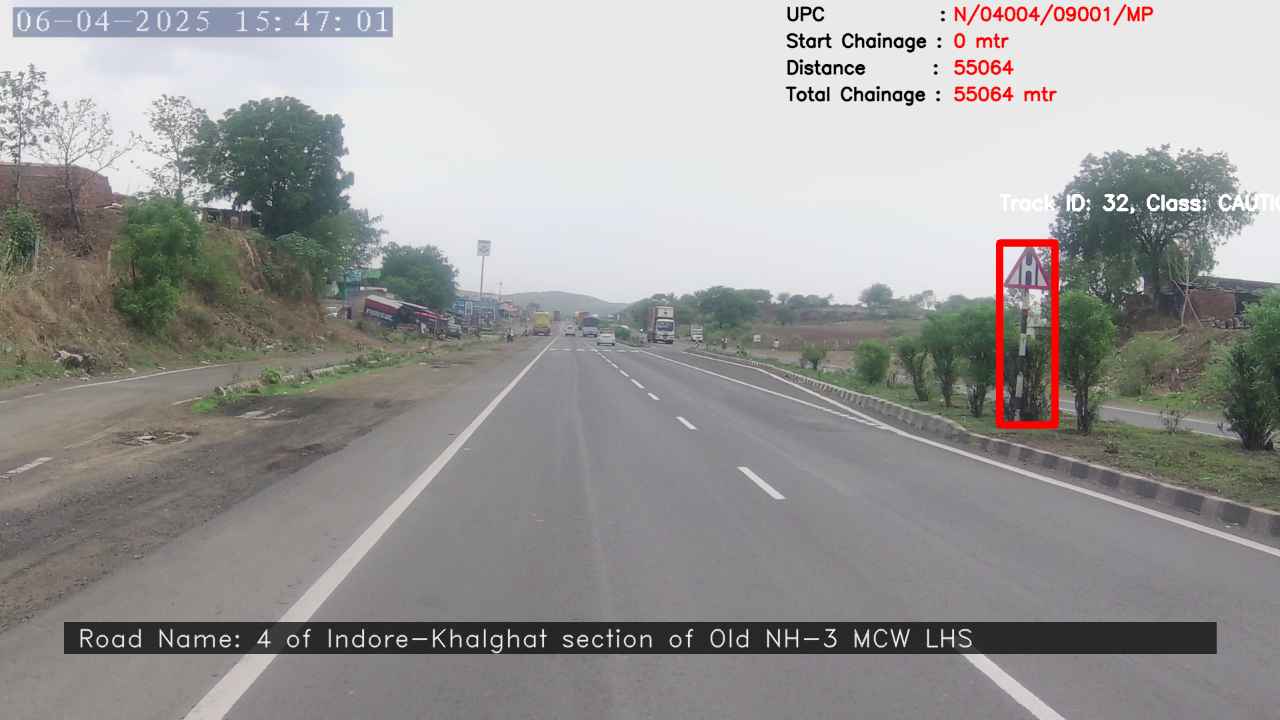 06-04-2025 15:47:01
UPC : N/04004/09001/MP
Start Chainage : 0 mtr
Distance : 55064
Total Chainage : 55064 mtr
Track ID: 32, Class: CAUTIO
Road Name: 4 of Indore-Khalghat section of Old NH-3 MCW LHS